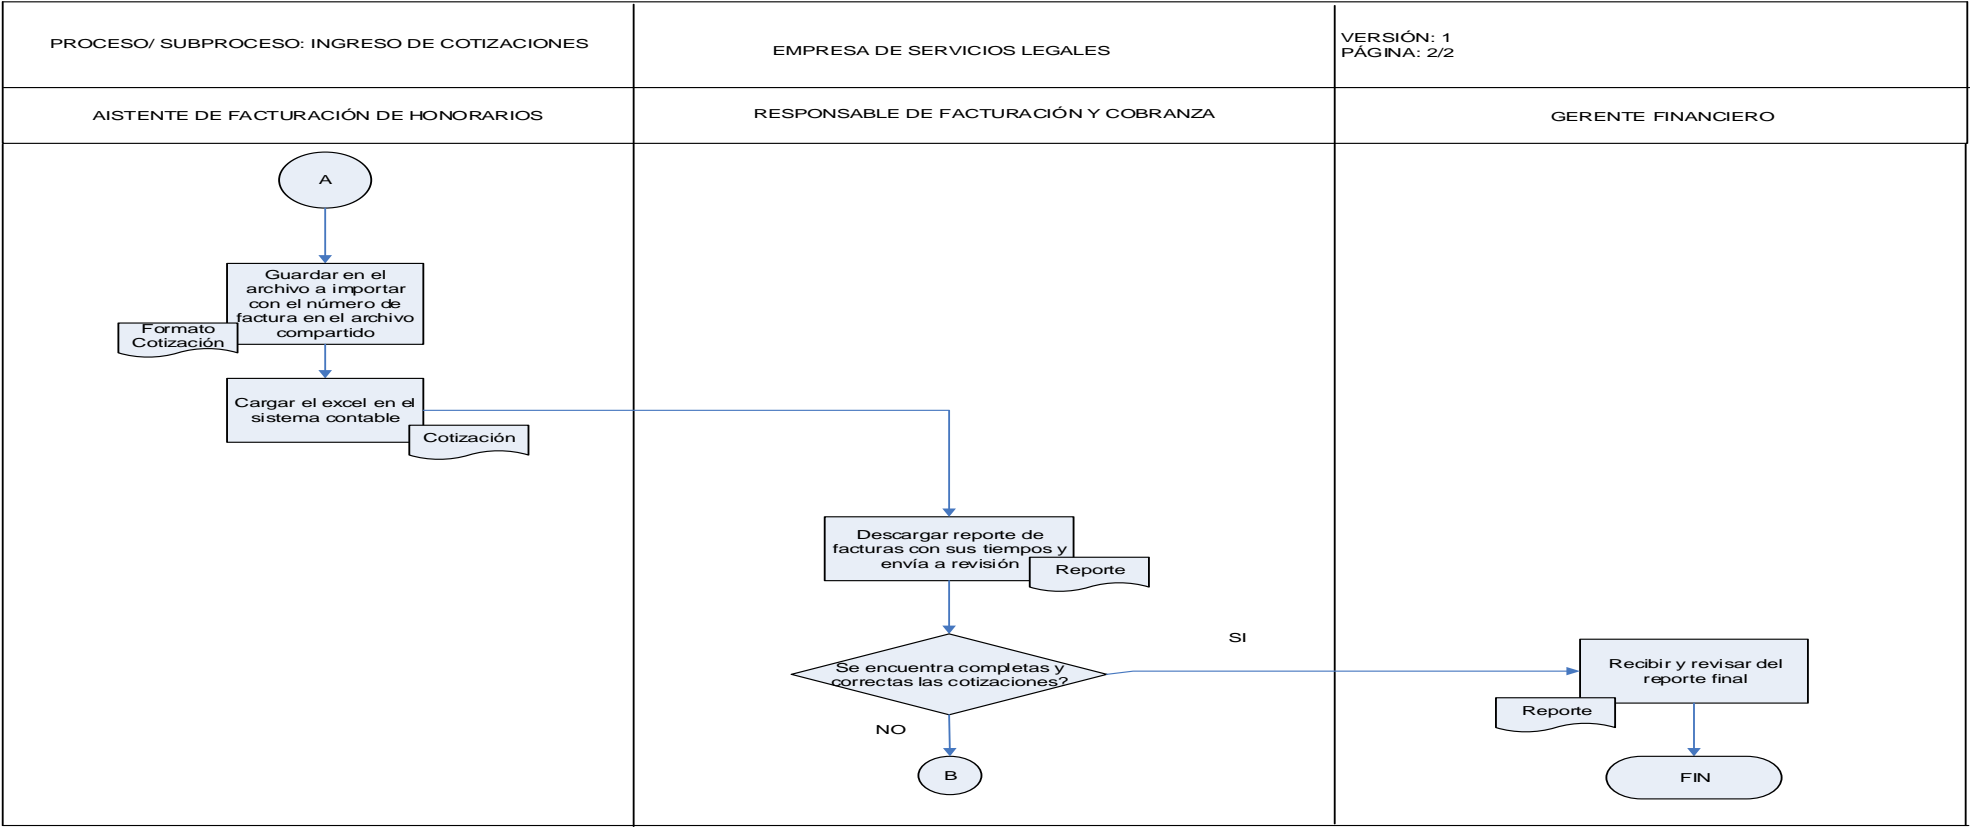 PROCESO/ SUBPROCESO: INGRESO DE COTIZACIONES
EMPRESA DE SERVICIOS LEGALES
VERSIÓN: 1
PÁGINA: 2/2
AISTENTE DE FACTURACIÓN DE HONORARIOS
RESPONSABLE DE FACTURACIÓN Y COBRANZA
GERENTE FINANCIERO
A
Guardar en el
archivo a importar
con el número de
factura en el archivo
compartido
Formato
Cotización
Cargar el excel en el
sistema contable
Cotización
Descargar reporte de
facturas con sus tiempos y
envía a revisión
Reporte
Se encuentra completas y
correctas las cotizaciones?
SI
NO
B
Recibir y revisar del
reporte final
Reporte
FIN